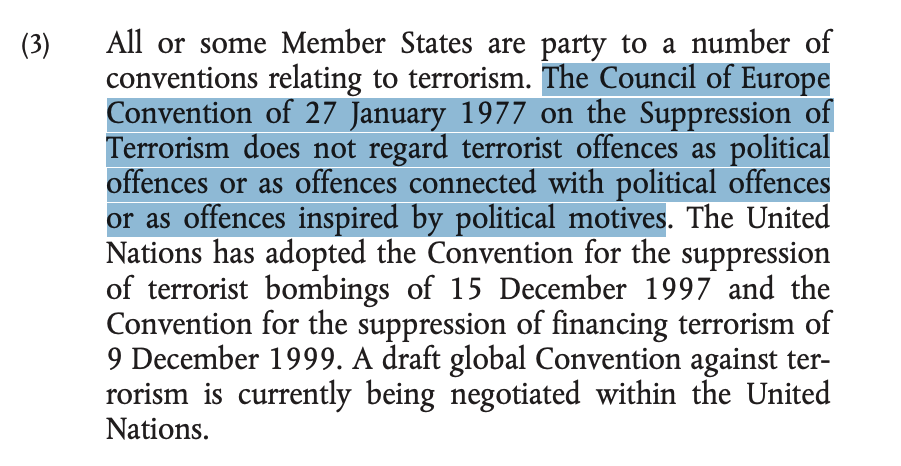 (3) All or some Member States are party to a number of
conventions relating to terrorism. The Council of Europe
Convention of 27 January 1977 on the Suppression of
Terrorism does not regard terrorist offences as political
offences or as offences connected with political offences
or as offences inspired by political motives. The United
Nations has adopted the Convention for the suppression
of terrorist bombings of 15 December 1997 and the
Convention for the suppression of financing terrorism of
9 December 1999. A draft global Convention against ter-
rorism is currently being negotiated within the United
Nations.